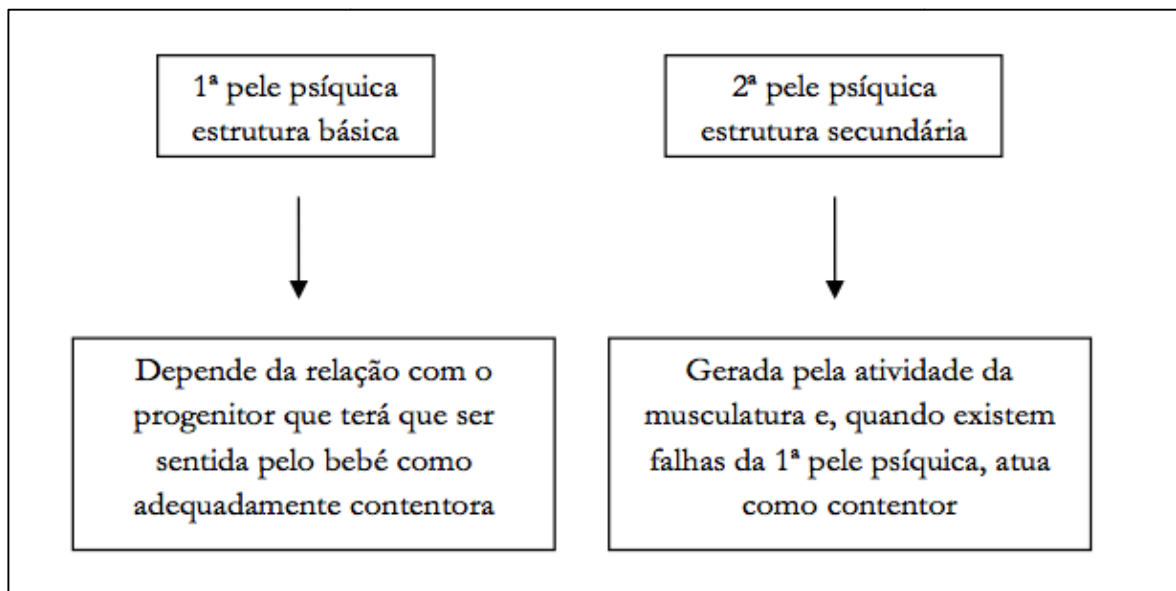 1ª pele psíquica
estrutura básica
2ª pele psíquica
estrutura secundária
Depende da relação com o
progenitor que terá que ser
sentida pelo bebé como
adequadamente contentora
Gerada pela atividade da
musculatura e, quando existem
falhas da 1ª pele psíquica, atua
como contentor